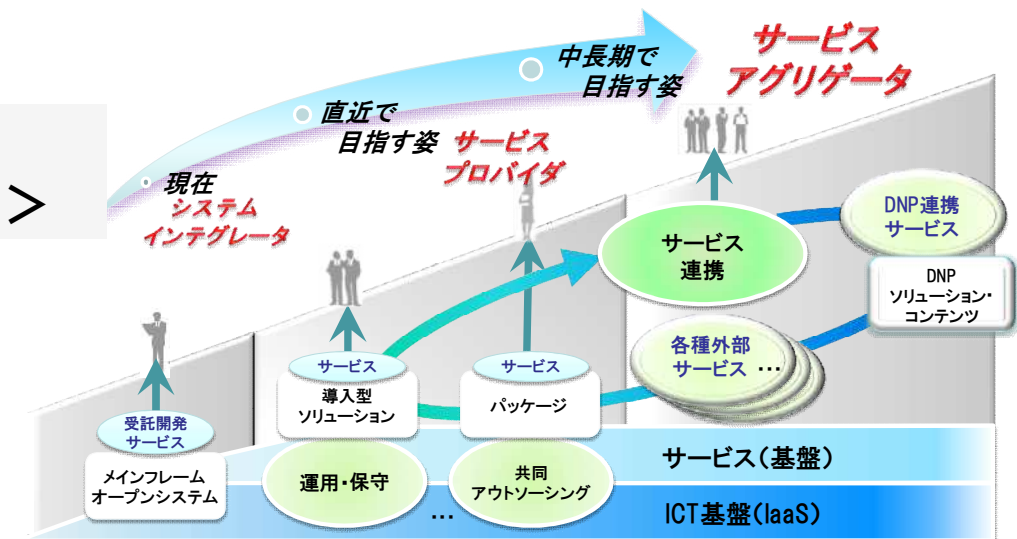 サービス
アグリゲータ
中長期で
目指す姿
直近で
目指す姿
サービス
プロバイダ
現在
システム
インテグレータ
>
DNP連携
サービス
サービス
連携
DNP
ソリューション・
コンテンツ
各種外部
サービス
…
サービス
導入型
ソリューション
サービス
パッケージ
受託開発
サービス
メインフレーム
オープンシステム
運用・保守
…
共同
アウトソーシング
サービス(基盤)
ICT基盤(IaaS)